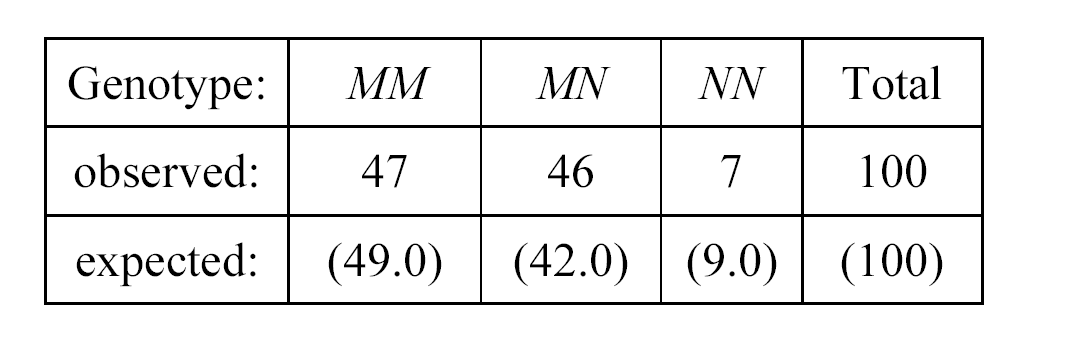 Genotype: MM MN NN Total
observed: 47 46 7 100
expected: (49.0) (42.0) (9.0) (100)